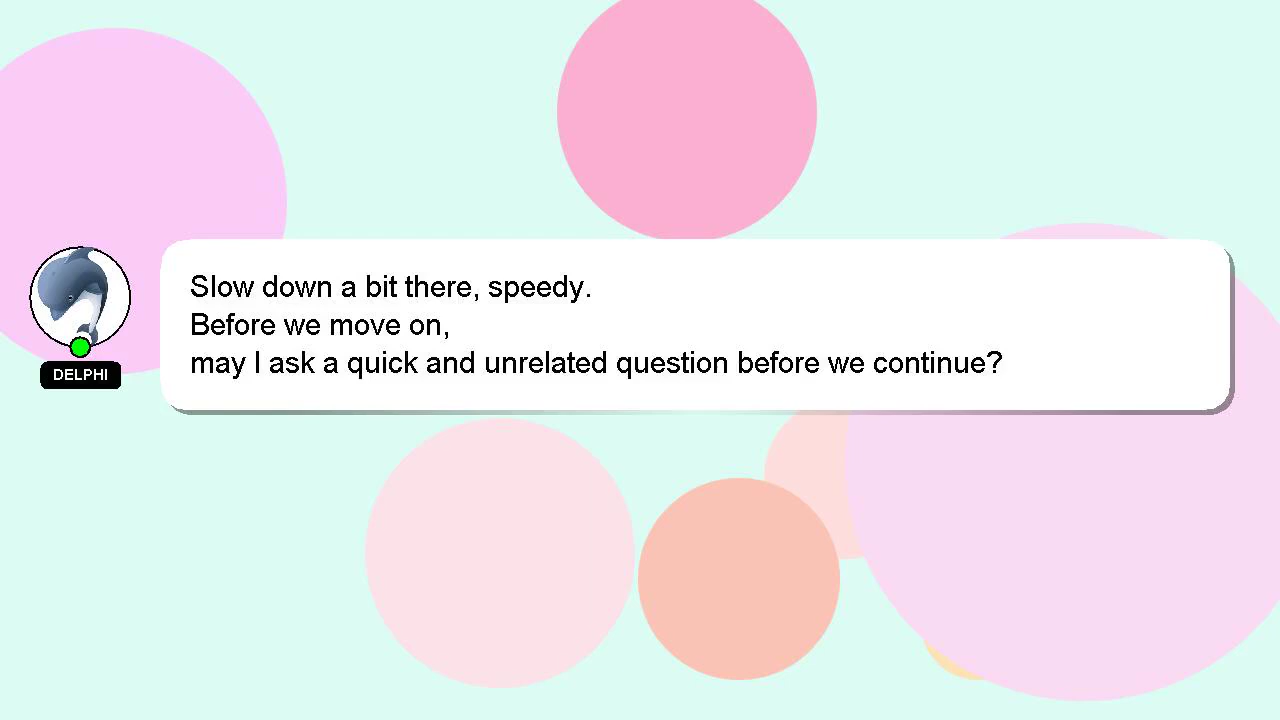 Slow down a bit there, speedy.
Before we move on,
may I ask a quick and unrelated question before we continue?
DELPHI